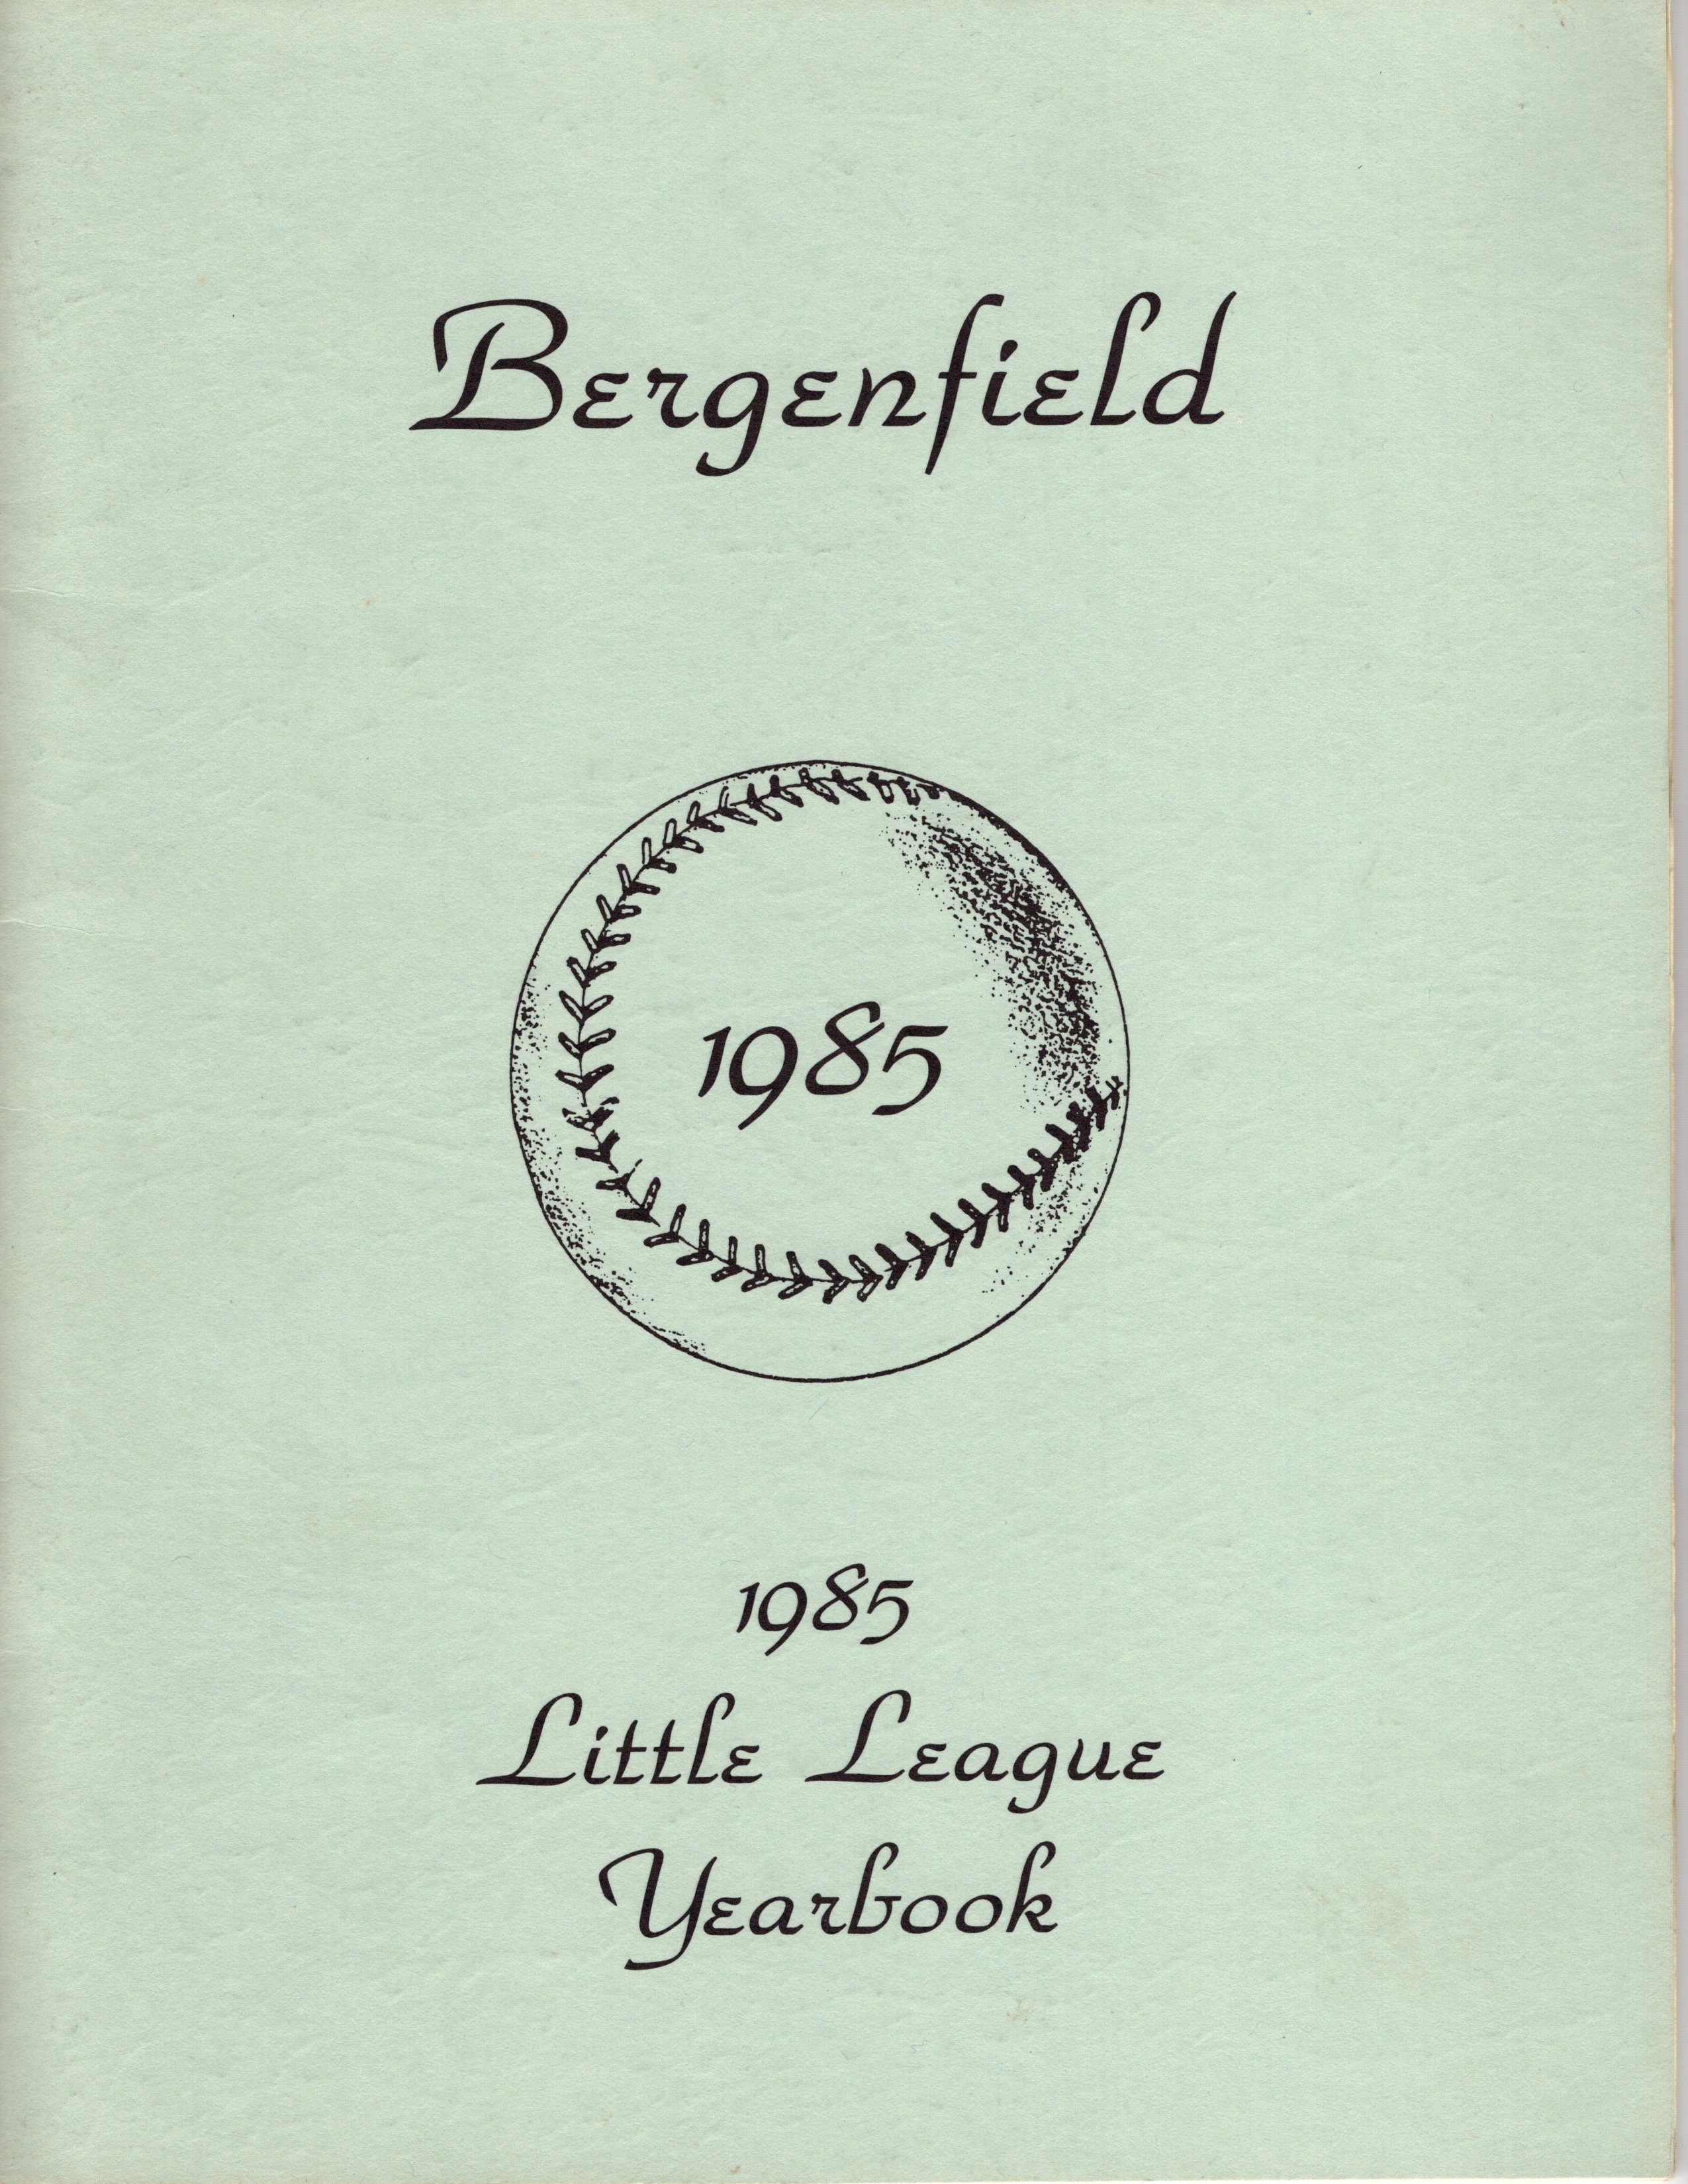 Bergenfield
1985
1985
Little League
Yearbook